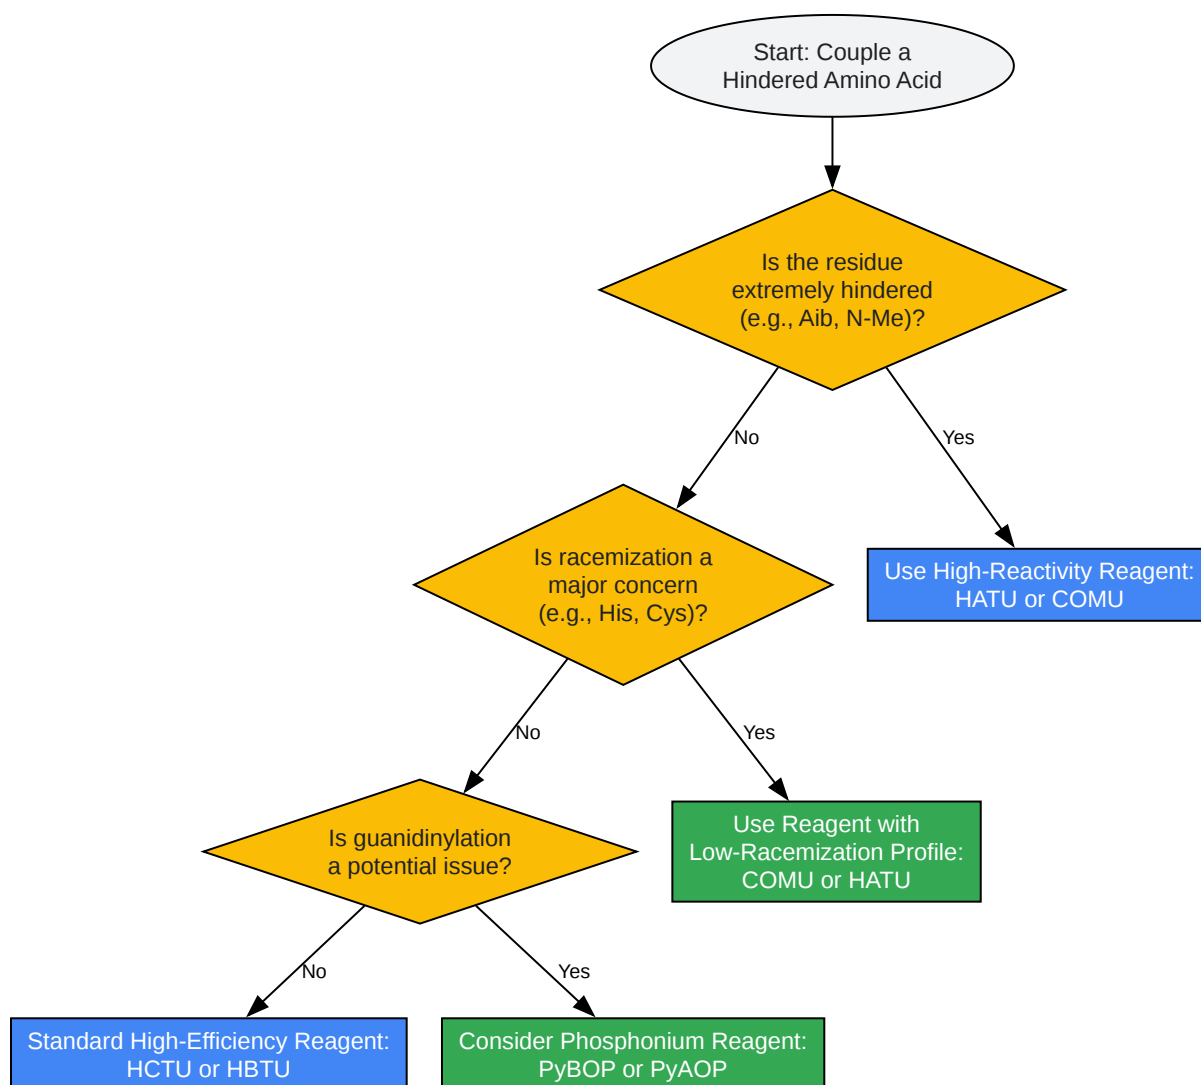 Start: Couple a
Hindered Amino Acid
Is the residue
extremely hindered
(e.g., Aib, N-Me)?
No
Yes
Is racemization a
major concern
(e.g., His, Cys)?
Use High-Reactivity Reagent:
HATU or COMU
No
Yes
Is guanidinylation
a potential issue?
Use Reagent with
Low-Racemization Profile:
COMU or HATU
No
Yes
Standard High-Efficiency Reagent:
HCTU or HBTU
Consider Phosphonium Reagent:
PyBOP or PyAOP